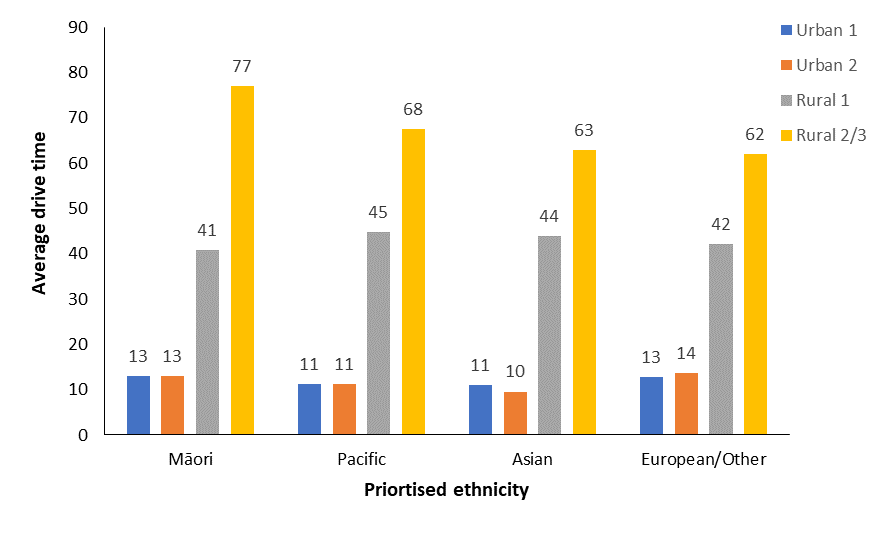 90
80
70
60
50
40
30
20
10
0
Average drive time
Urban 1
Urban 2
Rural 1
Rural 2/3
13 13 41 77
11 11 45 68
11 10 44 63
13 14 42 62
Māori Pacific Asian European/Other
Priortised ethnicity